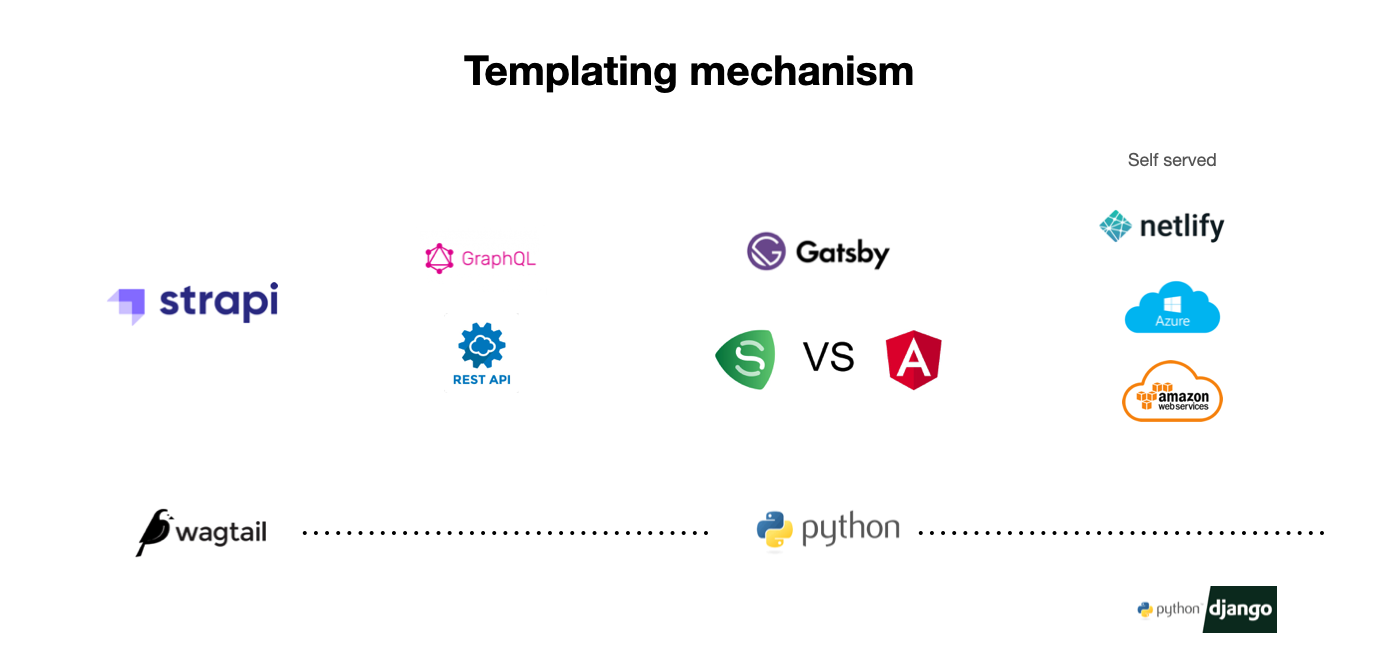 Templating mechanism
Self served
netlify
GraphQL
Gatsby
strapi
Azure
REST API
S VS A
amazon
web services
wagtail
python
python django